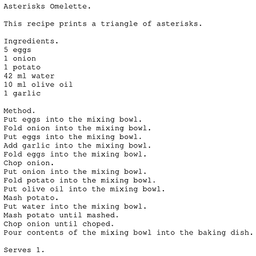 Asterisks Omelette.
This recipe prints a triangle of asterisks.
Ingredients.
5 eggs
1 onion
1 potato
42 ml water
10 ml olive oil
1 garlic
Method.
Put eggs into the mixing bowl.
Fold onion into the mixing bowl.
Put eggs into the mixing bowl.
Add garlic into the mixing bowl.
Fold eggs into the mixing bowl.
Chop onion.
Put onion into the mixing bowl.
Fold potato into the mixing bowl.
Put olive oil into the mixing bowl.
Mash potato.
Put water into the mixing bowl.
Mash potato until mashed.
Chop onion until choped.
Pour contents of the mixing bowl into the baking dish.
Serves 1.